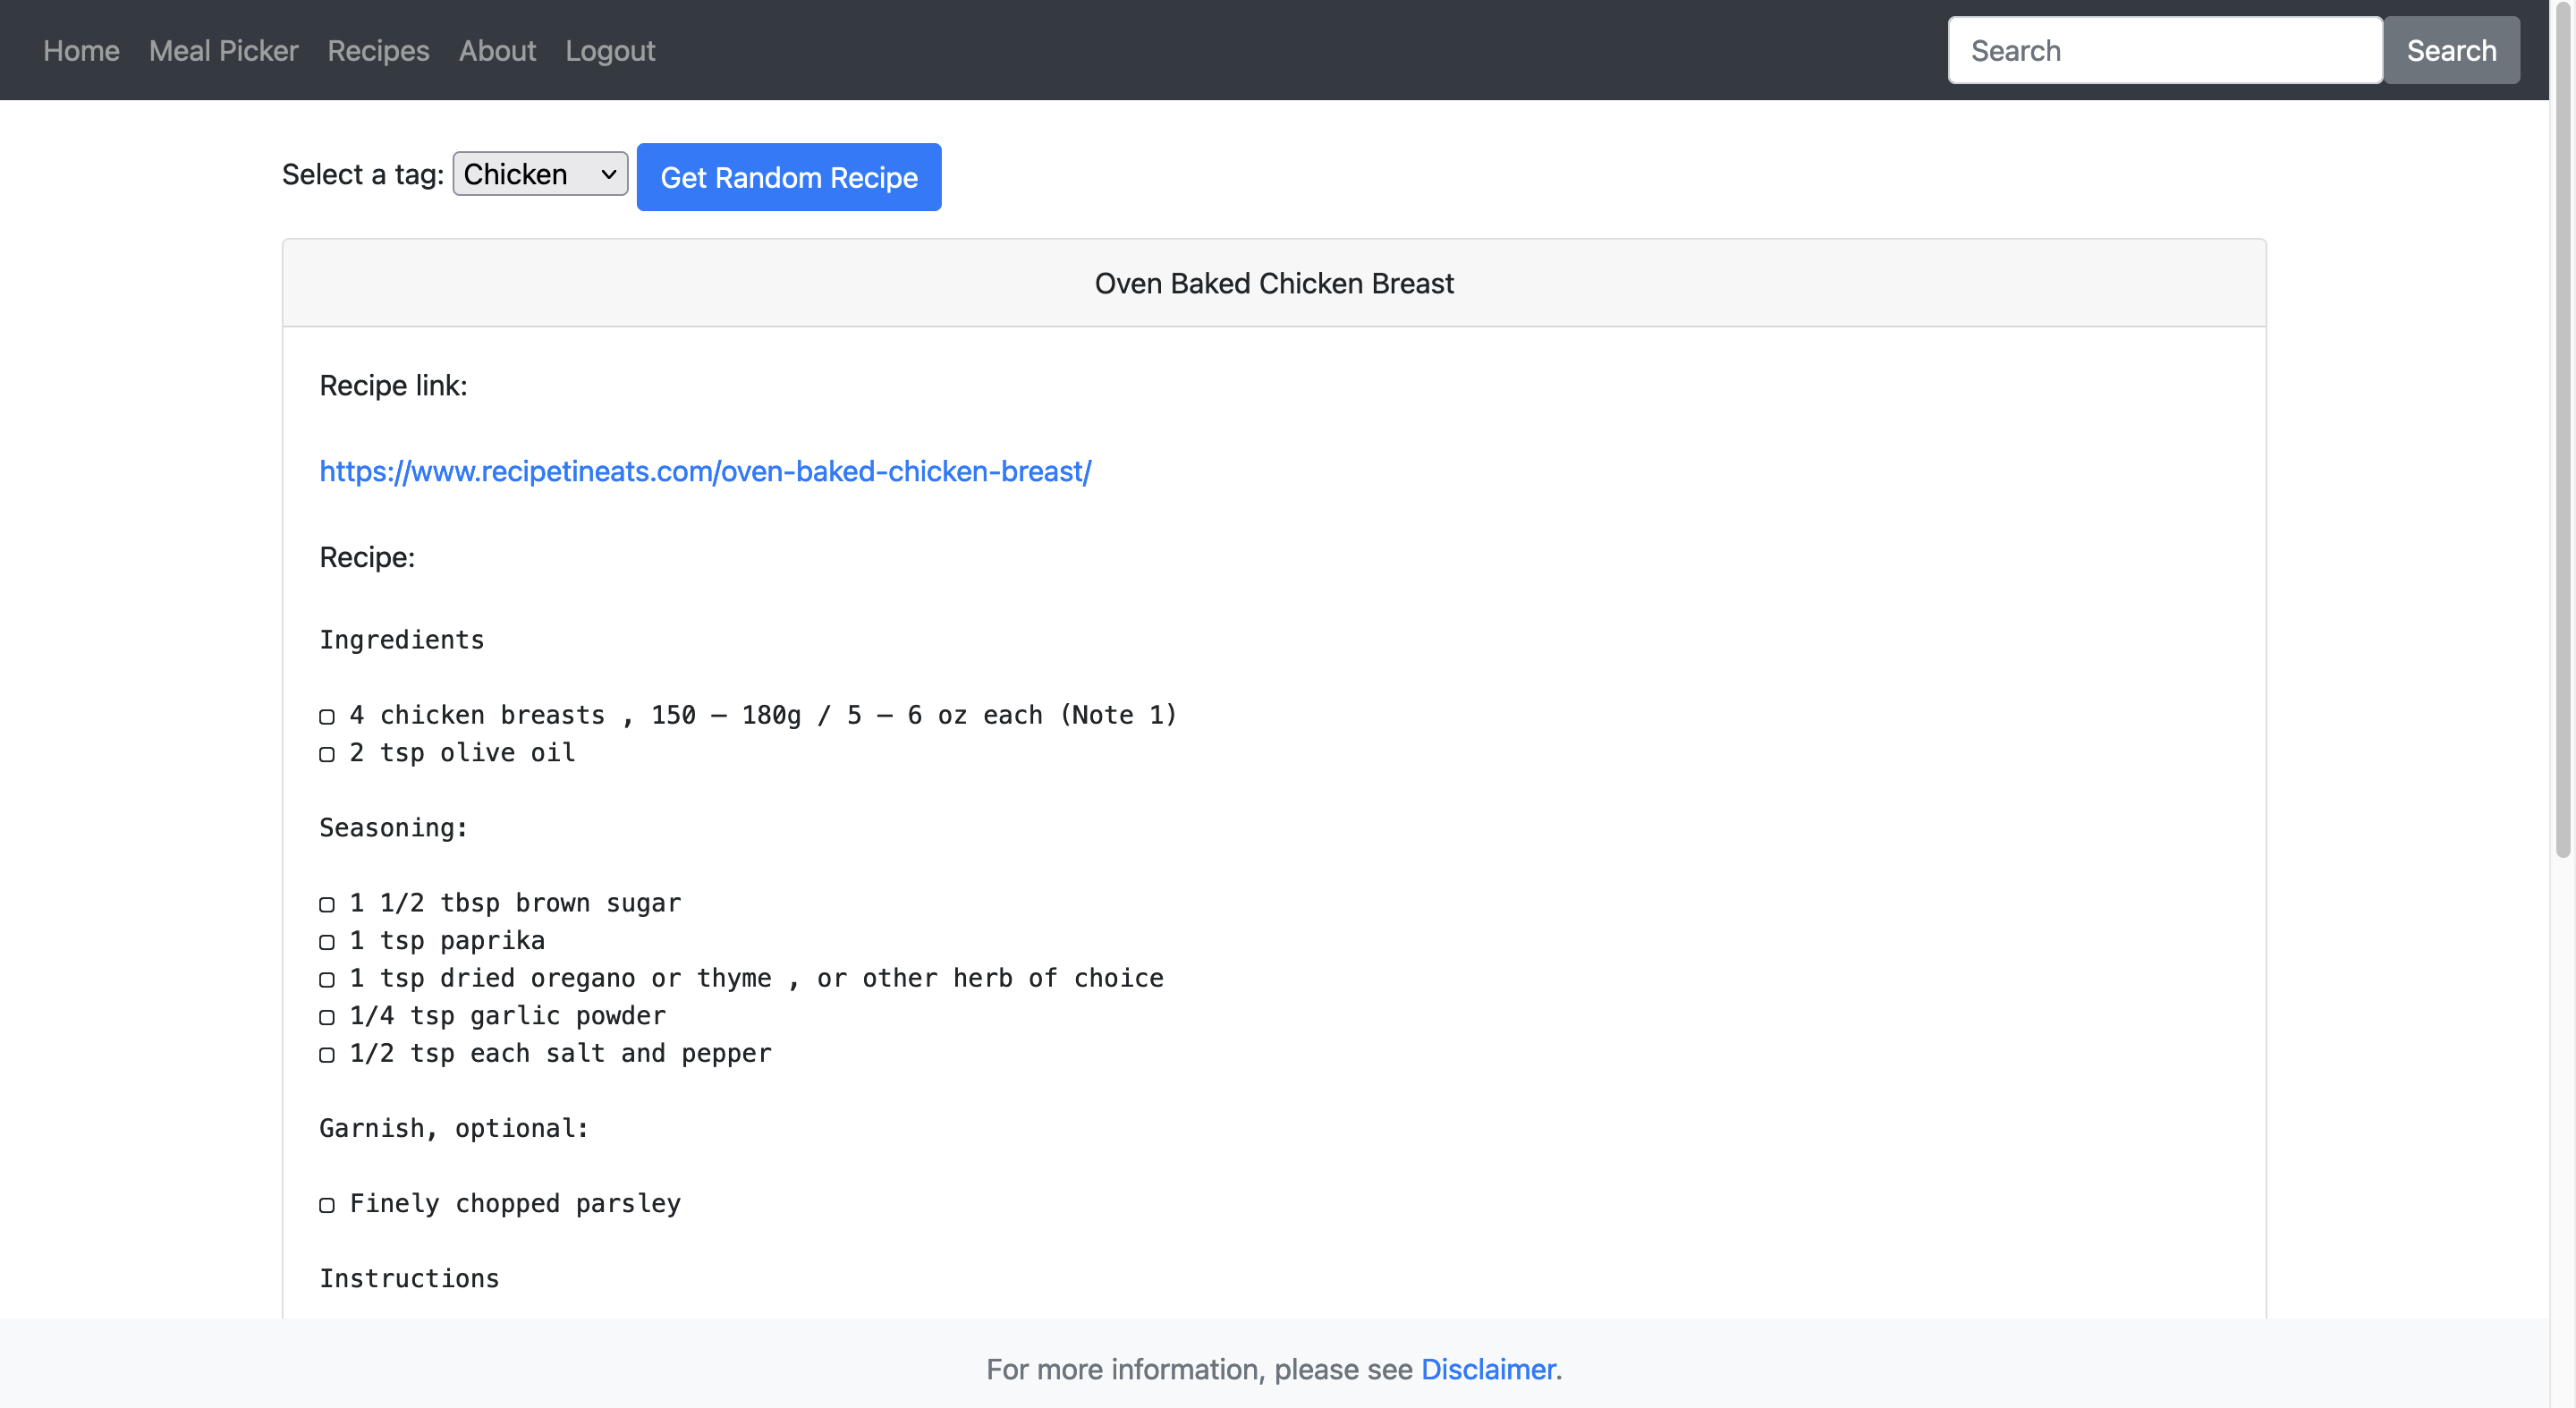 Home Meal Picker Recipes About Logout Search Search
Select a tag: Chicken Get Random Recipe
Oven Baked Chicken Breast
Recipe link:
https://www.recipetineats.com/oven-baked-chicken-breast/
Recipe:
Ingredients
▢ 4 chicken breasts , 150 – 180g / 5 – 6 oz each (Note 1)
▢ 2 tsp olive oil
Seasoning:
▢ 1 1/2 tbsp brown sugar
▢ 1 tsp paprika
▢ 1 tsp dried oregano or thyme , or other herb of choice
▢ 1/4 tsp garlic powder
▢ 1/2 tsp each salt and pepper
Garnish, optional:
▢ Finely chopped parsley
Instructions
For more information, please see Disclaimer.